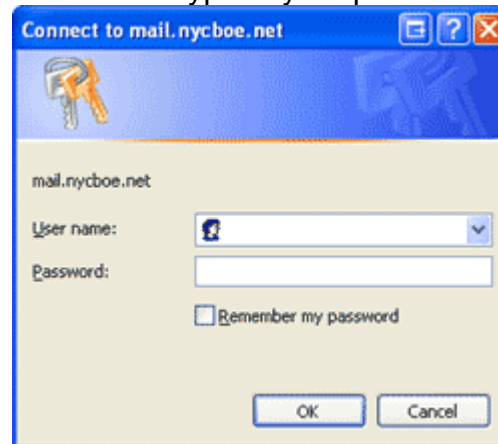 Connect to mail.nycboe.net
mail.nycboe.net
User name:
Password:
Remember my password
OK Cancel